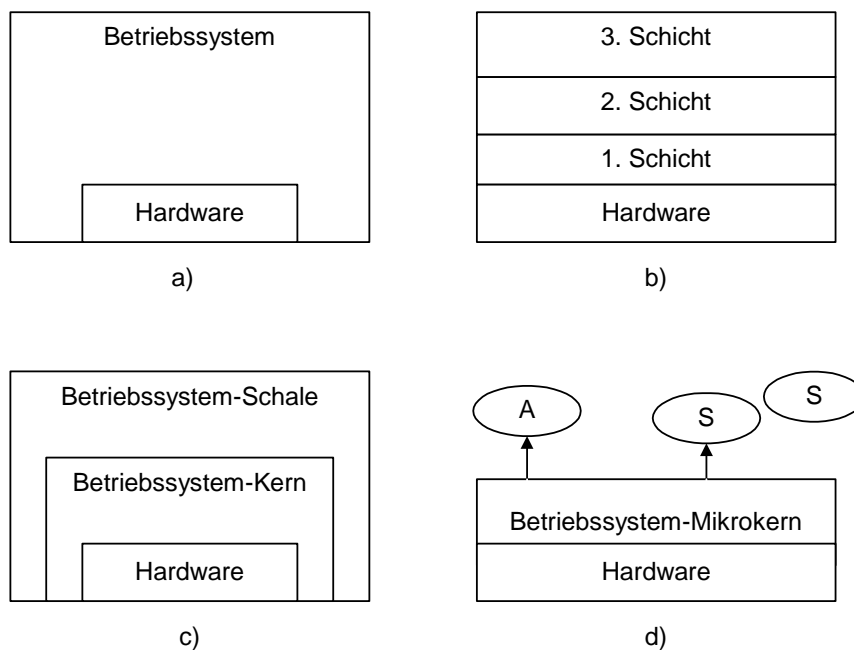 Betriebssystem
Hardware
a)
3. Schicht
2. Schicht
1. Schicht
Hardware
b)
Betriebssystem-Schale
Betriebssystem-Kern
Hardware
c)
A
S
S
Betriebssystem-Mikrokern
Hardware
d)